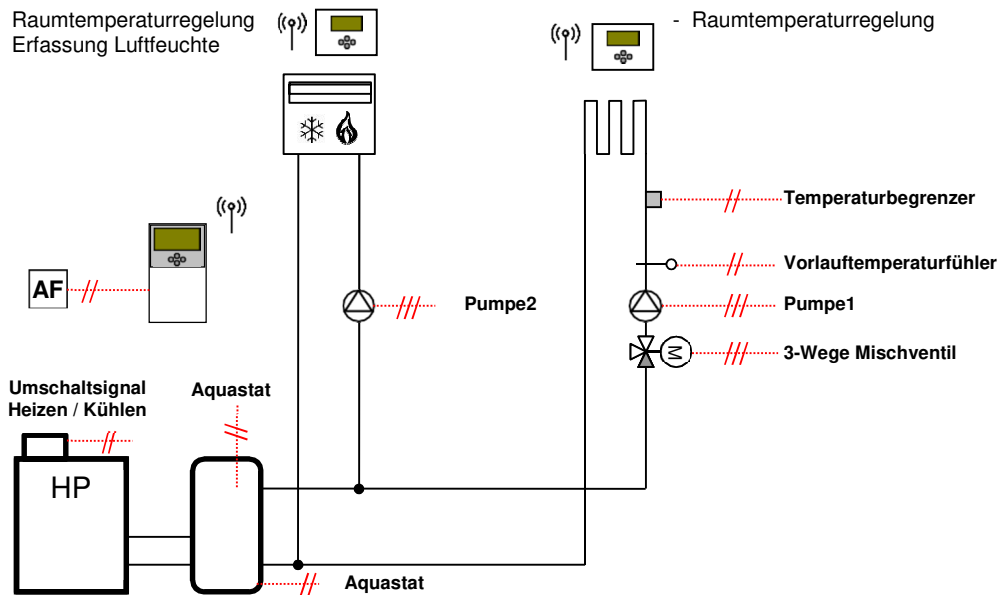 Raumtemperaturregelung
Erfassung Luftfeuchte
- Raumtemperaturregelung
Temperaturbegrenzer
Vorlauftemperaturfühler
AF
Pumpe2
Pumpe1
M
3-Wege Mischventil
Umschaltsignal
Heizen / Kühlen
Aquastat
HP
Aquastat